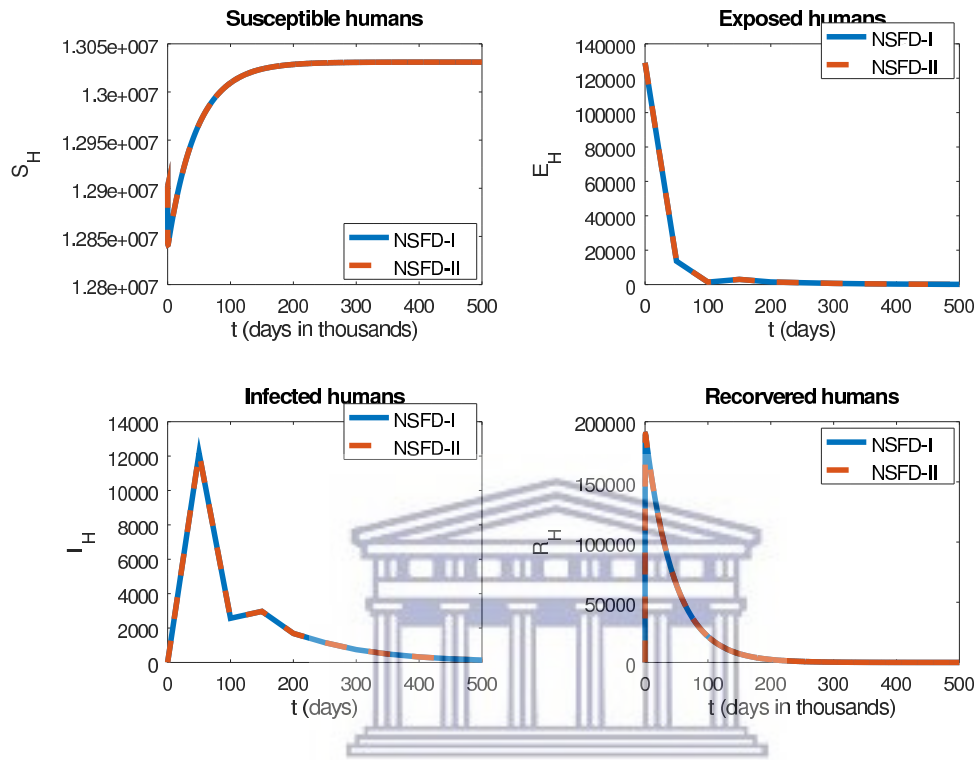 Susceptible humans
1.305e+007
1.3e+007
1.295e+007
1.29e+007
1.285e+007
1.28e+007
S_H
NSFD-I
NSFD-II
0 100 200 300 400 500
t (days in thousands)
Exposed humans
140000
120000
100000
80000
60000
40000
20000
0
E_H
NSFD-I
NSFD-II
0 100 200 300 400 500
t (days)
Infected humans
14000
12000
10000
8000
6000
4000
2000
0
I_H
NSFD-I
NSFD-II
0 100 200 300 400 500
t (days)
Recorvered humans
200000
150000
100000
50000
0
R_H
NSFD-I
NSFD-II
0 100 200 300 400 500
t (days in thousands)